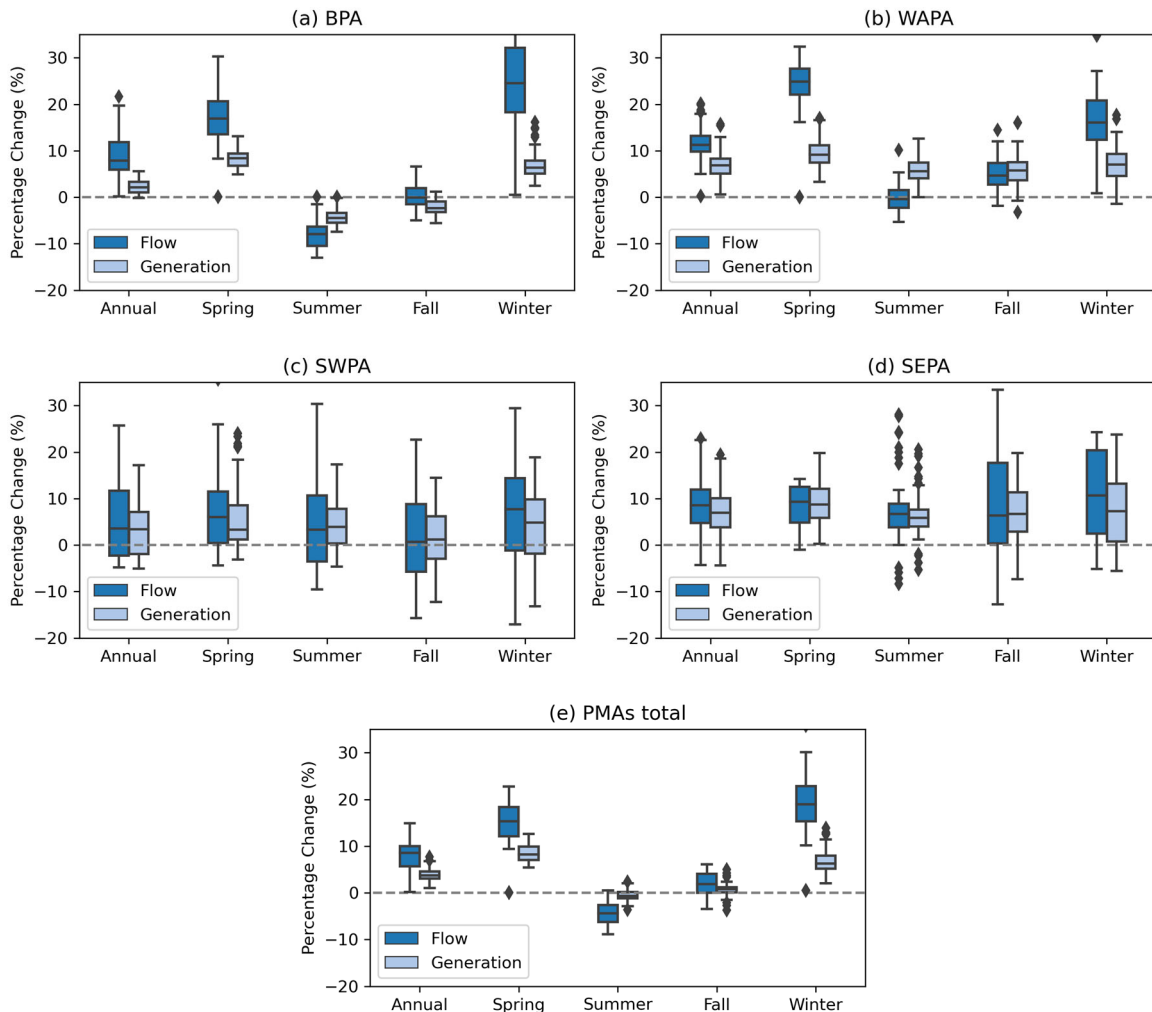 (a) BPA
Percentage Change (%)
30
20
10
0
−10
−20
Flow
Generation
Annual Spring Summer Fall Winter
(b) WAPA
Percentage Change (%)
30
20
10
0
−10
−20
Flow
Generation
Annual Spring Summer Fall Winter
(c) SWPA
Percentage Change (%)
30
20
10
0
−10
−20
Flow
Generation
Annual Spring Summer Fall Winter
(d) SEPA
Percentage Change (%)
30
20
10
0
−10
−20
Flow
Generation
Annual Spring Summer Fall Winter
(e) PMAs total
Percentage Change (%)
30
20
10
0
−10
−20
Flow
Generation
Annual Spring Summer Fall Winter